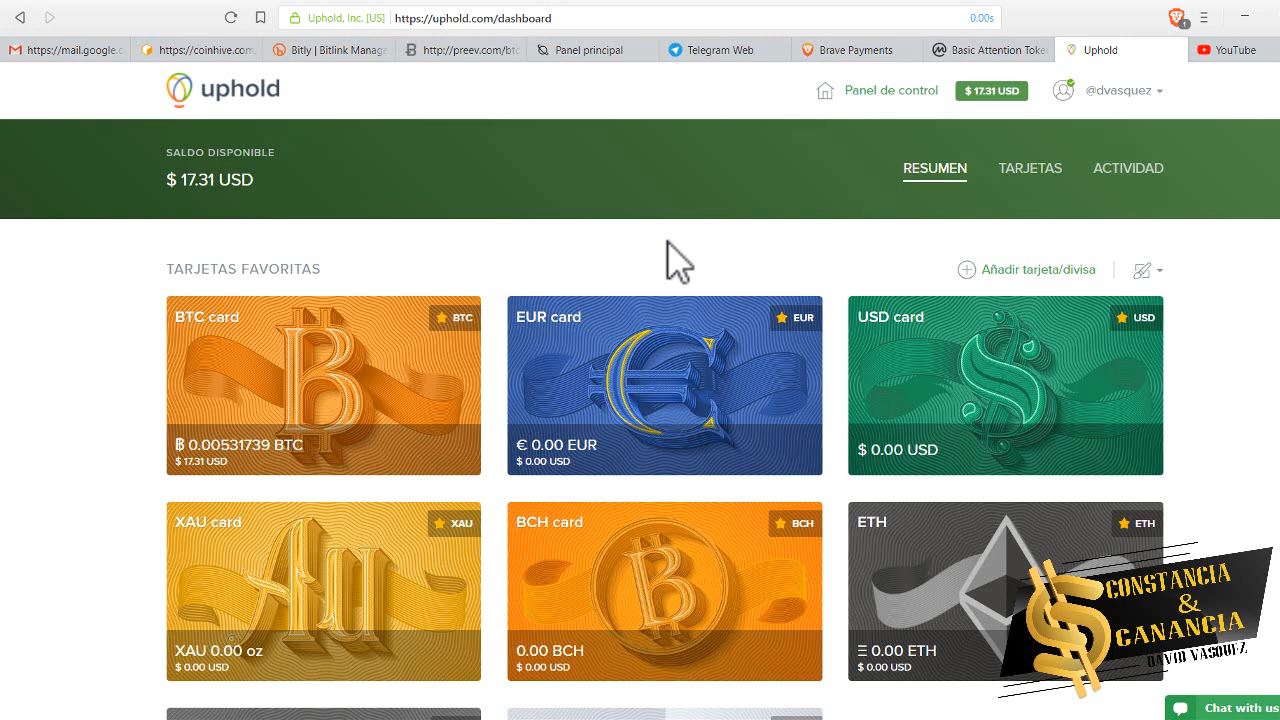 Uphold, Inc. [US]
https://uphold.com/dashboard
0.00s
1
https://mail.google.c
https://coinhive.com
Bitly | Bitlink Manage
http://preev.com/btc
Panel principal
Telegram Web
Brave Payments
Basic Attention Toke
Uphold
YouTube
uphold
Panel de control
$ 17.31 USD
@dvasquez
SALDO DISPONIBLE
$ 17.31 USD
RESUMEN
TARJETAS
ACTIVIDAD
TARJETAS FAVORITAS
Añadir tarjeta/divisa
BTC card
BTC
฿ 0.00531739 BTC
$ 17.31 USD
EUR card
EUR
€ 0.00 EUR
$ 0.00 USD
USD card
USD
$ 0.00 USD
XAU card
XAU
Au
XAU 0.00 oz
$ 0.00 USD
BCH card
BCH
0.00 BCH
$ 0.00 USD
ETH
ETH
Ξ 0.00 ETH
$ 0.00 USD
CONSTANCIA
&
GANANCIA
DAVID VASQUEZ
Chat with us